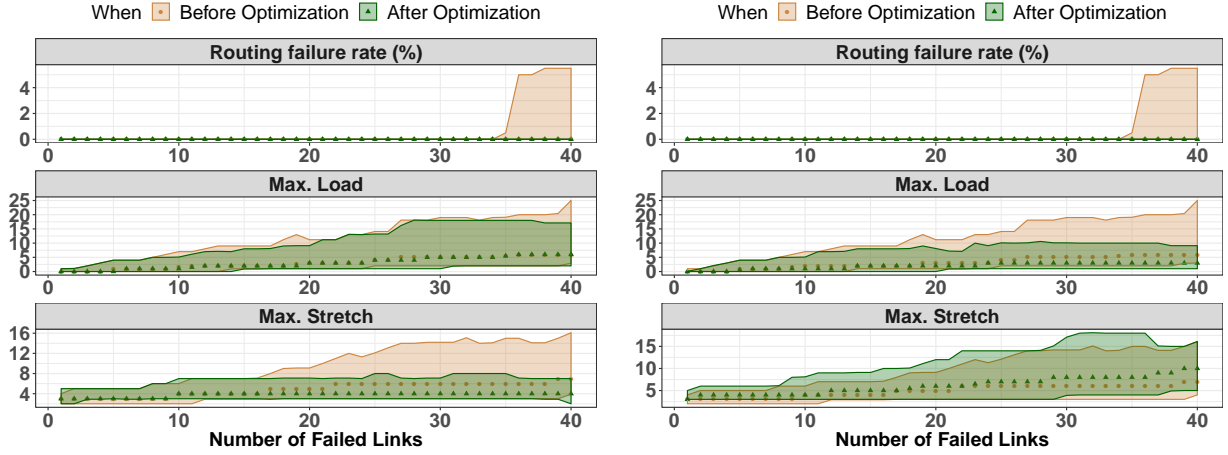 When Before Optimization After Optimization
Routing failure rate (%)
4
2
0
0 10 20 30 40
Max. Load
25
20
15
10
5
0
0 10 20 30 40
Max. Stretch
16
12
8
4
0 10 20 30 40
Number of Failed Links
When Before Optimization After Optimization
Routing failure rate (%)
4
2
0
0 10 20 30 40
Max. Load
25
20
15
10
5
0
0 10 20 30 40
Max. Stretch
15
10
5
0 10 20 30 40
Number of Failed Links